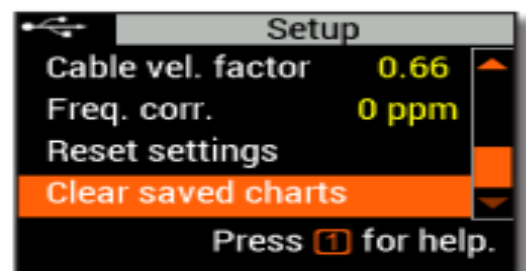 Setup
Cable vel. factor 0.66
Freq. corr. 0 ppm
Reset settings
Clear saved charts
Press 1 for help.